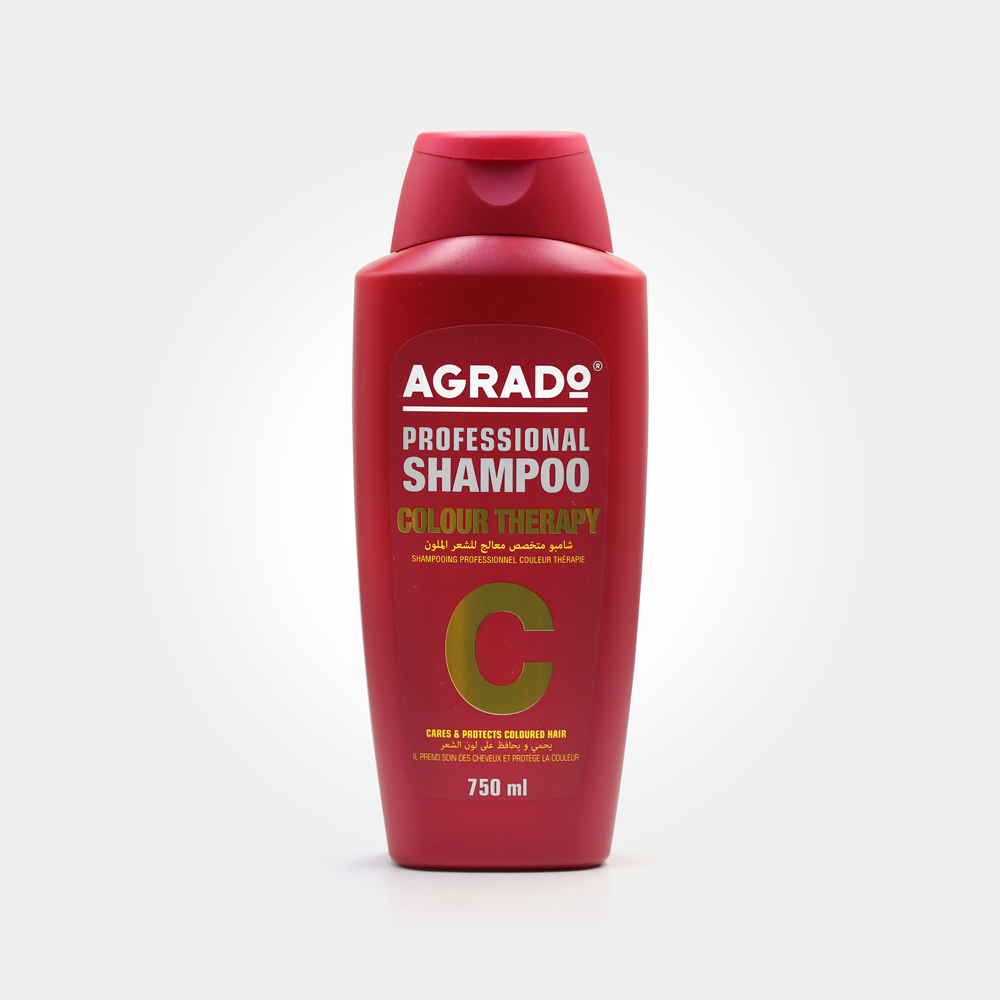 AGRADO®
PROFESSIONAL
SHAMPOO
COLOUR THERAPY
شامبو متخصص معالج للشعر الملون
SHAMPOOING PROFESSIONNEL COULEUR THÉRAPIE
C
CARES & PROTECTS COLOURED HAIR
يحمي و يحافظ على لون الشعر
IL PREND SOIN DES CHEVEUX ET PROTÈGE LA COULEUR
750 ml